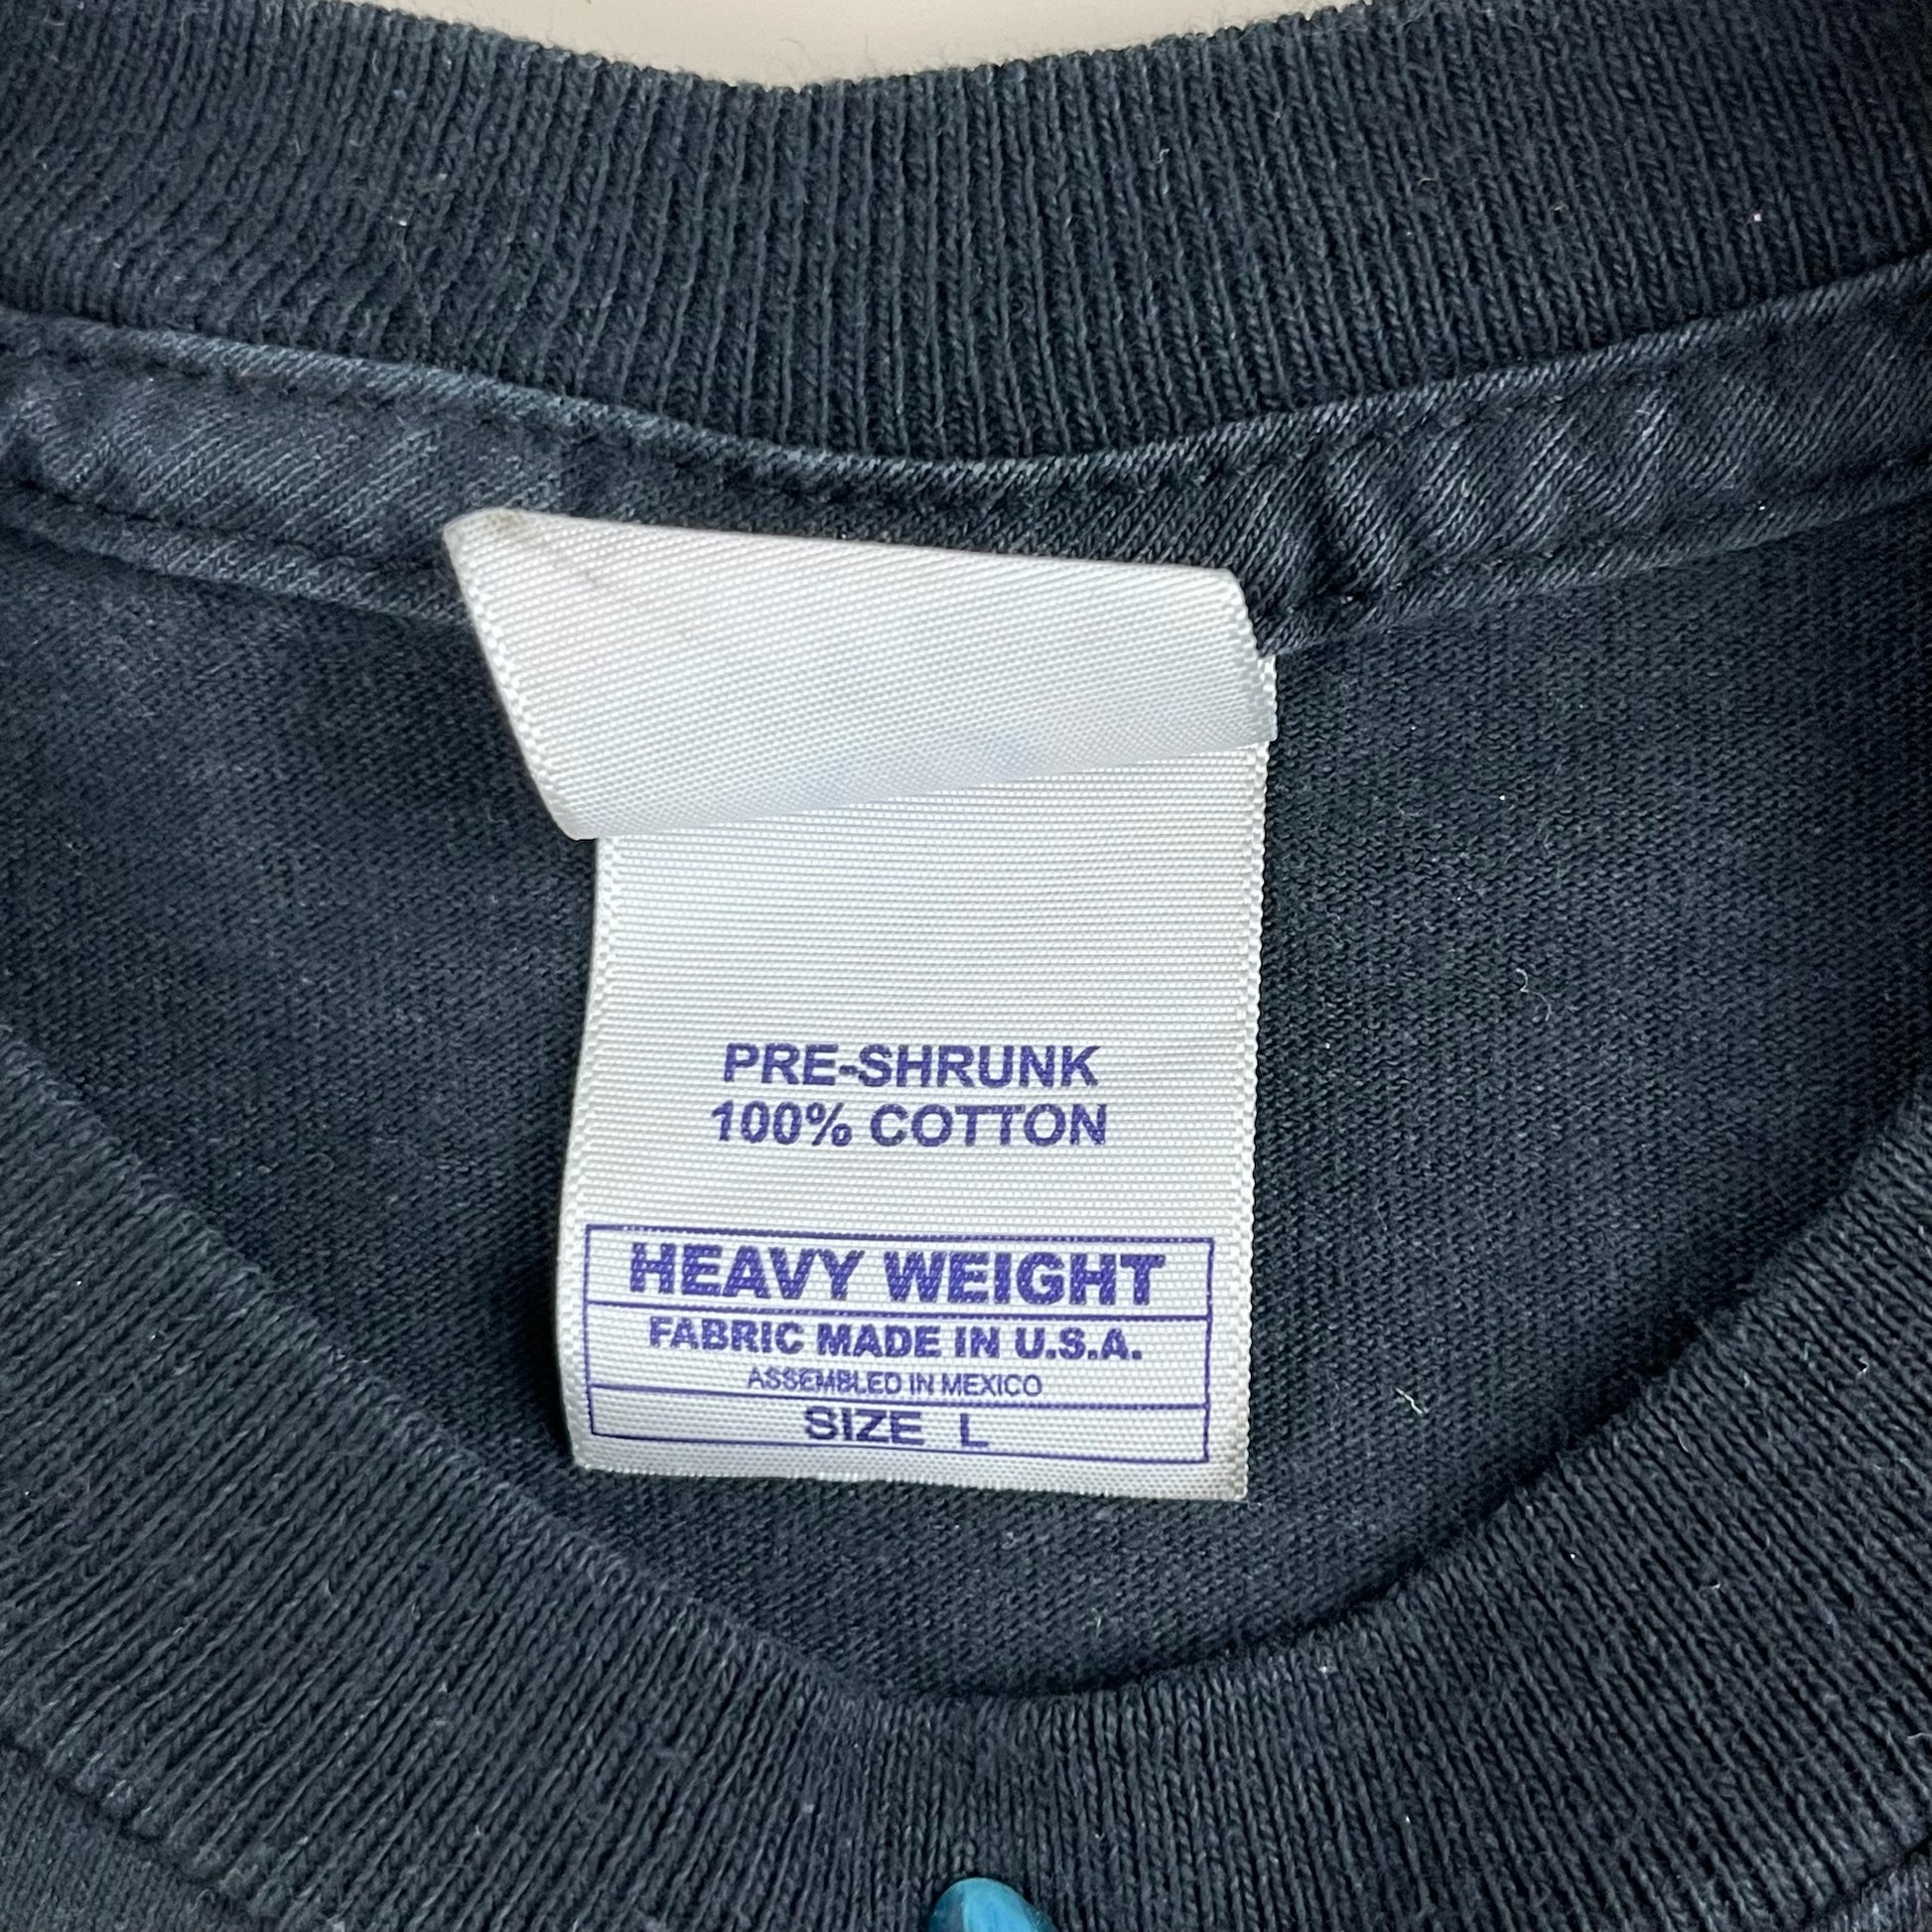 PRE-SHRUNK
100% COTTON
HEAVY WEIGHT
FABRIC MADE IN U.S.A.
ASSEMBLED IN MEXICO
SIZE L